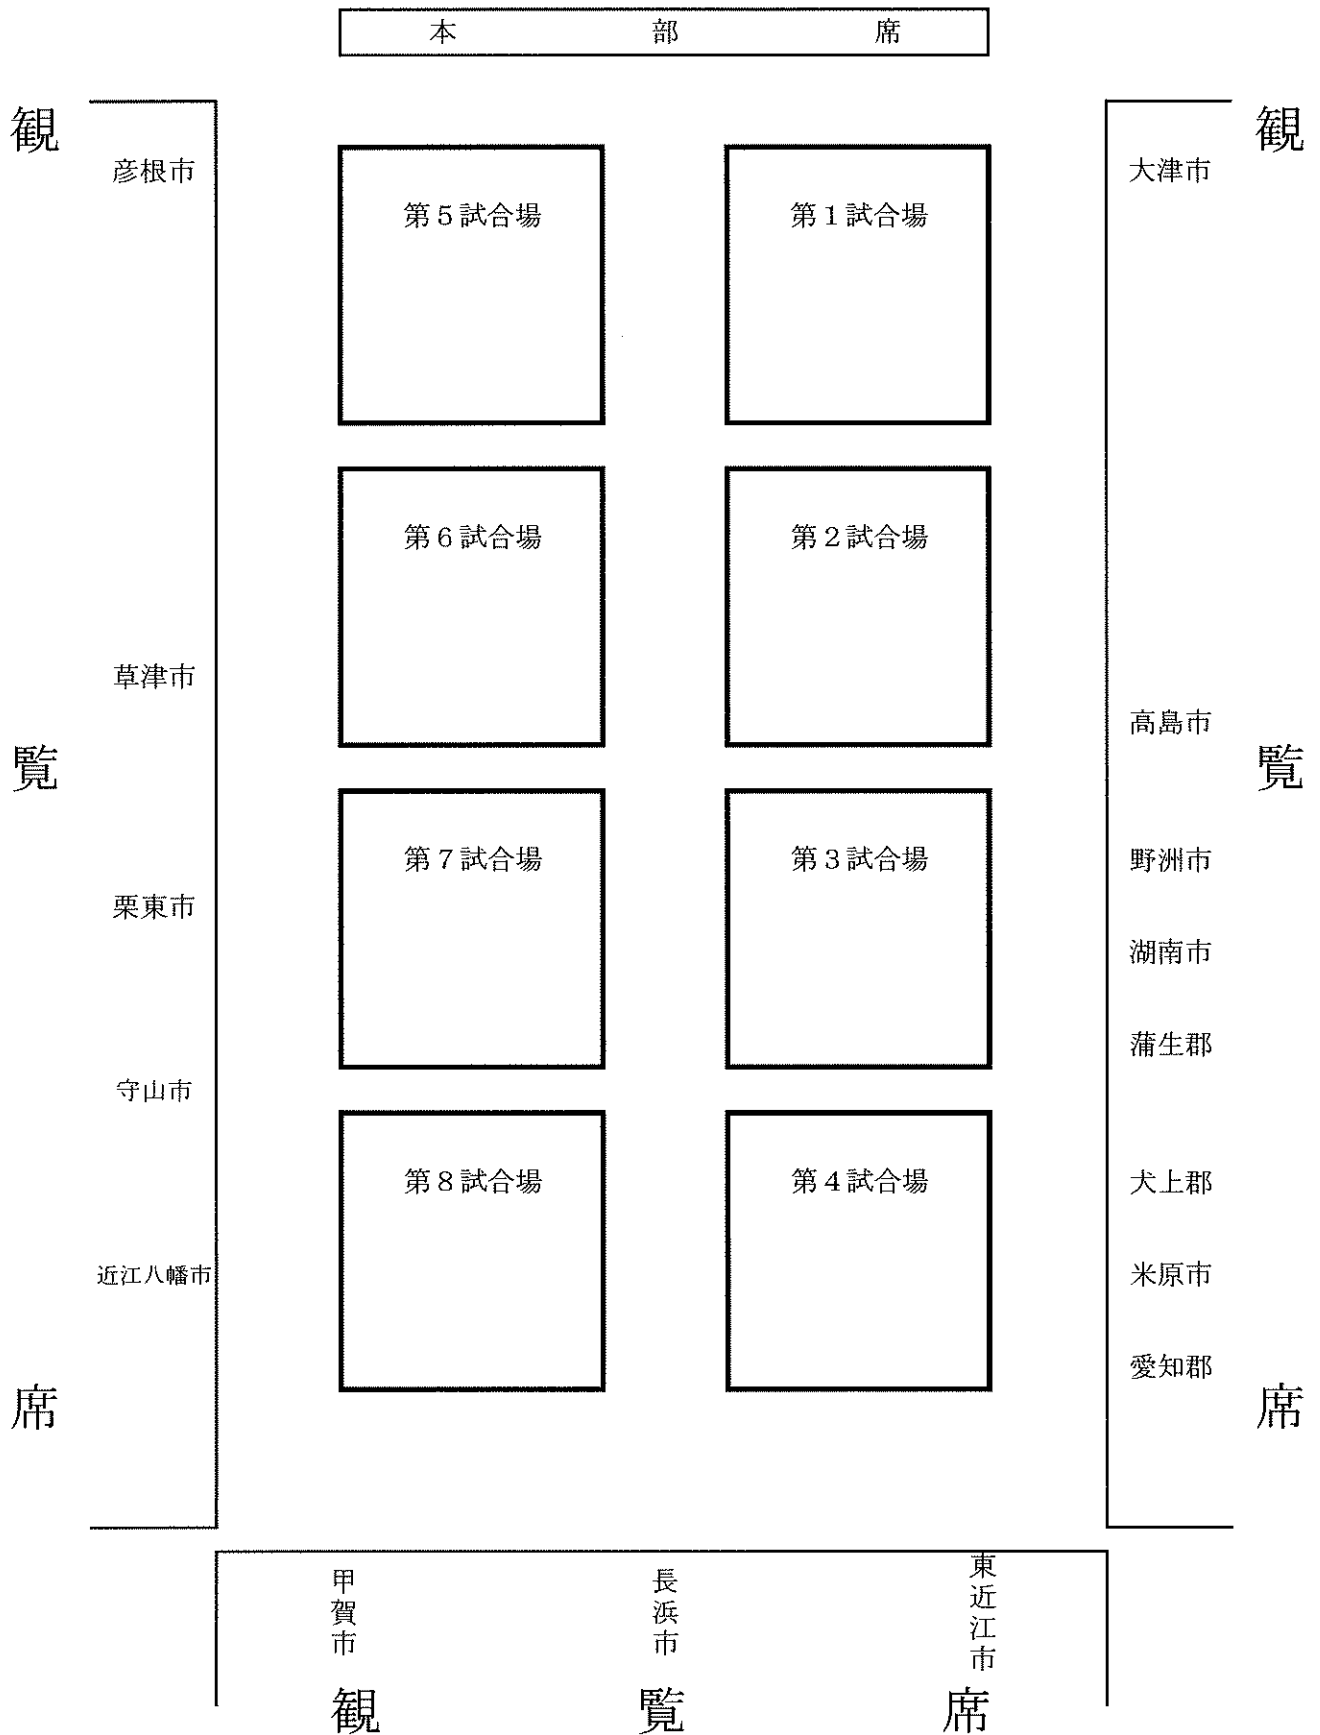 本部席
観覧席
彦根市
草津市
栗東市
守山市
近江八幡市
第５試合場
第１試合場
第６試合場
第２試合場
第７試合場
第３試合場
第８試合場
第４試合場
大津市
高島市
野洲市
湖南市
蒲生郡
犬上郡
米原市
愛知郡
観覧席
甲賀市
長浜市
東近江市
観覧席